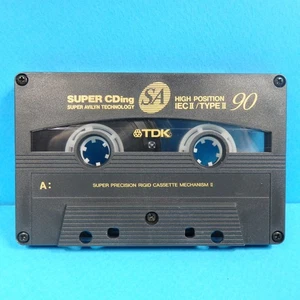 SUPER CDing
SUPER AVILYN TECHNOLOGY
SA
HIGH POSITION
IEC II / TYPE II
90
TDK
A:
SUPER PRECISION RIGID CASSETTE MECHANISM S